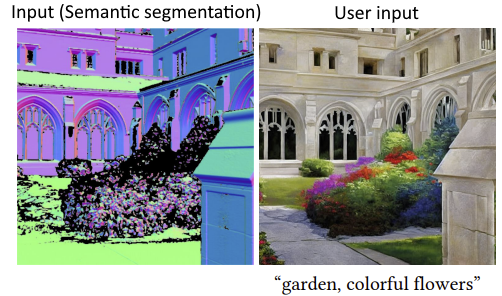 Input (Semantic segmentation)
User input
“garden, colorful flowers”